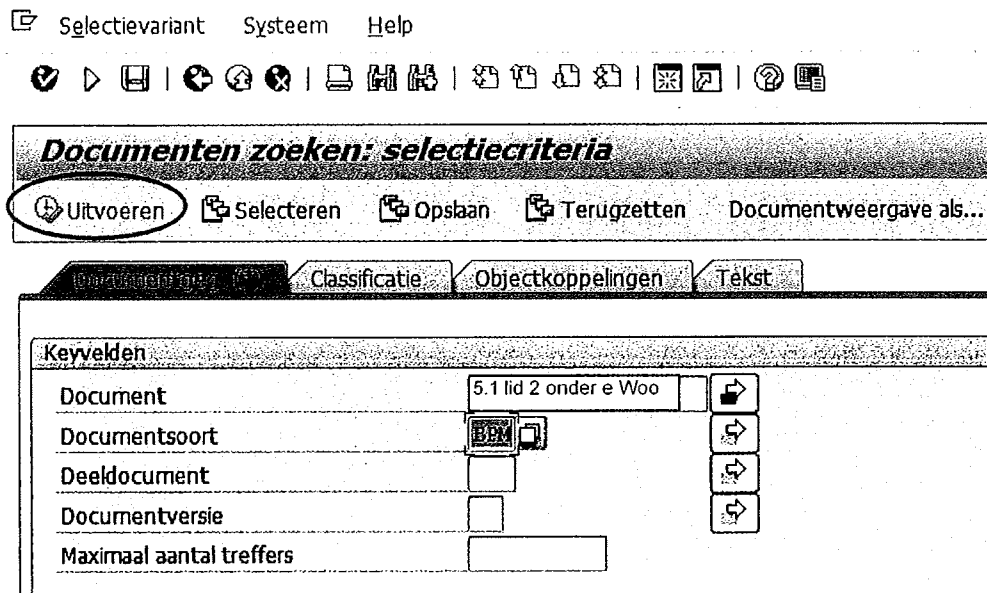 Selectievariant Systeem Help
Documenten zoeken: selectiecriteria
Uitvoeren Selecteren Opslaan Terugzetten Documentweergave als...
Classificatie Objectkoppelingen Tekst
Keyvelden
Document 5.1 lid 2 onder e Woo
Documentsoort BPM
Deeldocument
Documentversie
Maximaal aantal treffers